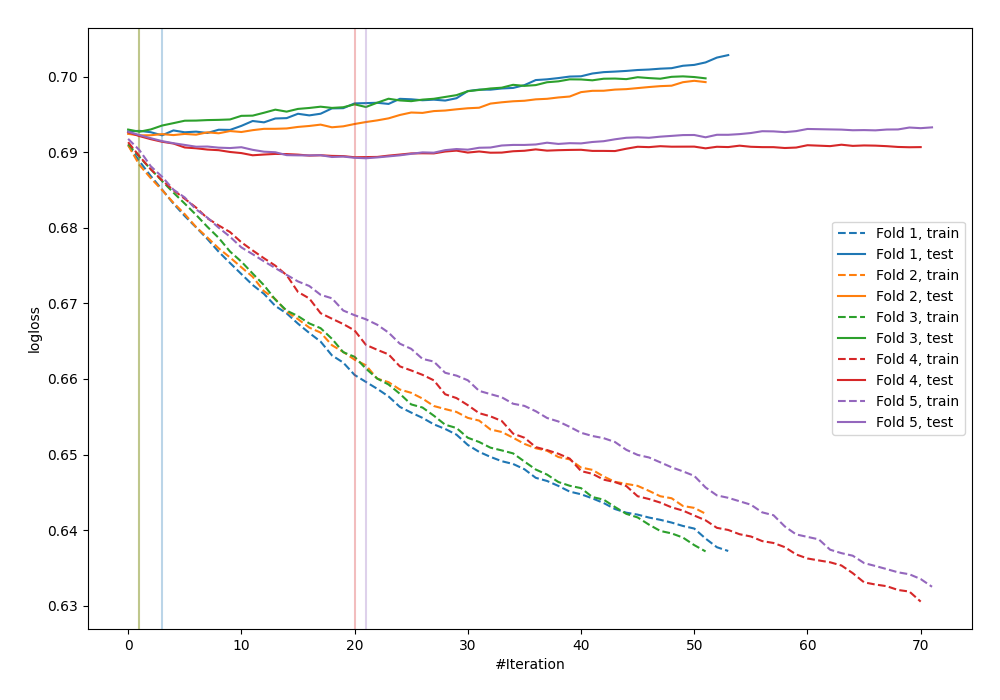 0.70
0.69
0.68
0.67
0.66
0.65
0.64
0.63
logloss
0
10
20
30
40
50
60
70
#Iteration
Fold 1, train
Fold 1, test
Fold 2, train
Fold 2, test
Fold 3, train
Fold 3, test
Fold 4, train
Fold 4, test
Fold 5, train
Fold 5, test